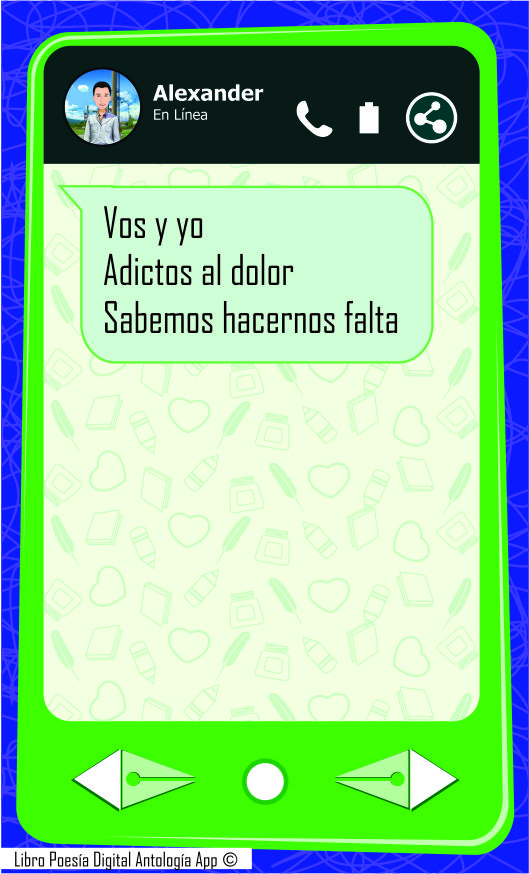 Alexander
En Línea
Vos y yo
Adictos al dolor
Sabemos hacernos falta
Libro Poesía Digital Antología App ©